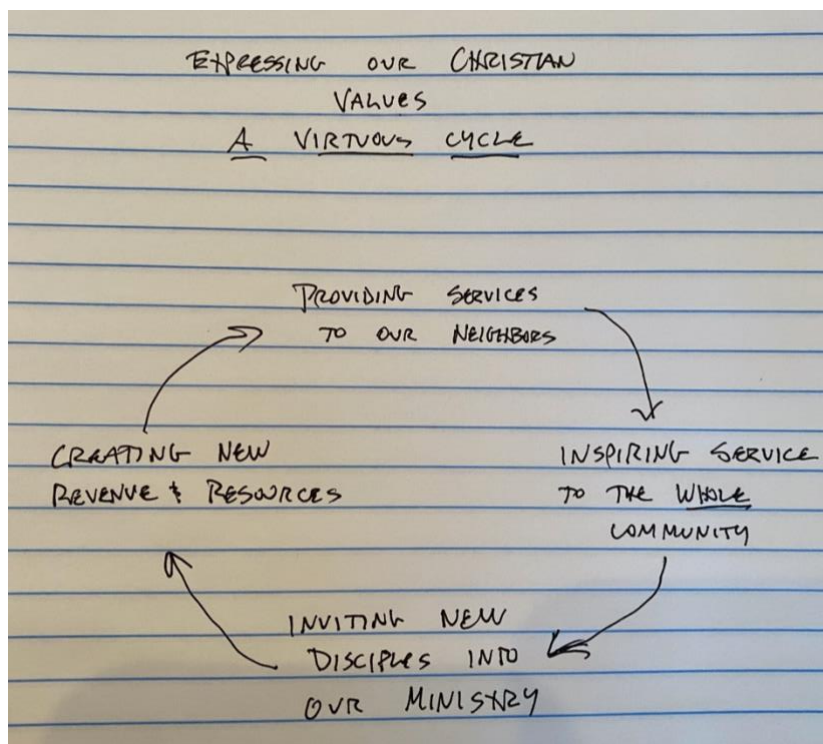 EXPRESSING OUR CHRISTIAN
VALUES
A VIRTUOUS CYCLE
PROVIDING SERVICES
TO OUR NEIGHBORS
INSPIRING SERVICE
TO THE WHOLE
COMMUNITY
INVITING NEW
DISCIPLES INTO
OUR MINISTRY
CREATING NEW
REVENUE & RESOURCES